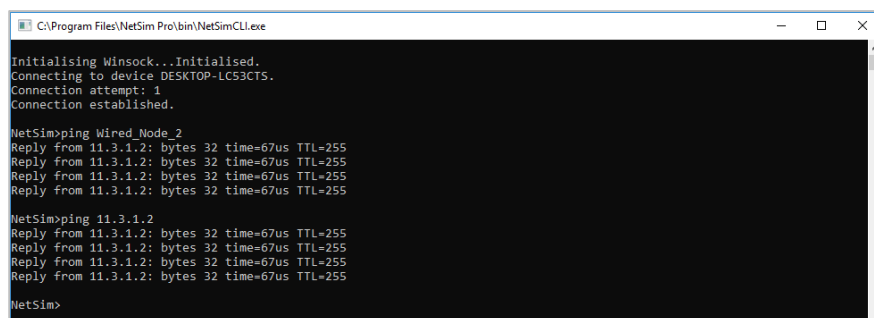 C:\Program Files\NetSim Pro\bin\NetSimCLI.exe
Initialising Winsock...Initialised.
Connecting to device DESKTOP-LC53CTS.
Connection attempt: 1
Connection established.
NetSim>ping Wired_Node_2
Reply from 11.3.1.2: bytes 32 time=67us TTL=255
Reply from 11.3.1.2: bytes 32 time=67us TTL=255
Reply from 11.3.1.2: bytes 32 time=67us TTL=255
Reply from 11.3.1.2: bytes 32 time=67us TTL=255
NetSim>ping 11.3.1.2
Reply from 11.3.1.2: bytes 32 time=67us TTL=255
Reply from 11.3.1.2: bytes 32 time=67us TTL=255
Reply from 11.3.1.2: bytes 32 time=67us TTL=255
Reply from 11.3.1.2: bytes 32 time=67us TTL=255
NetSim>